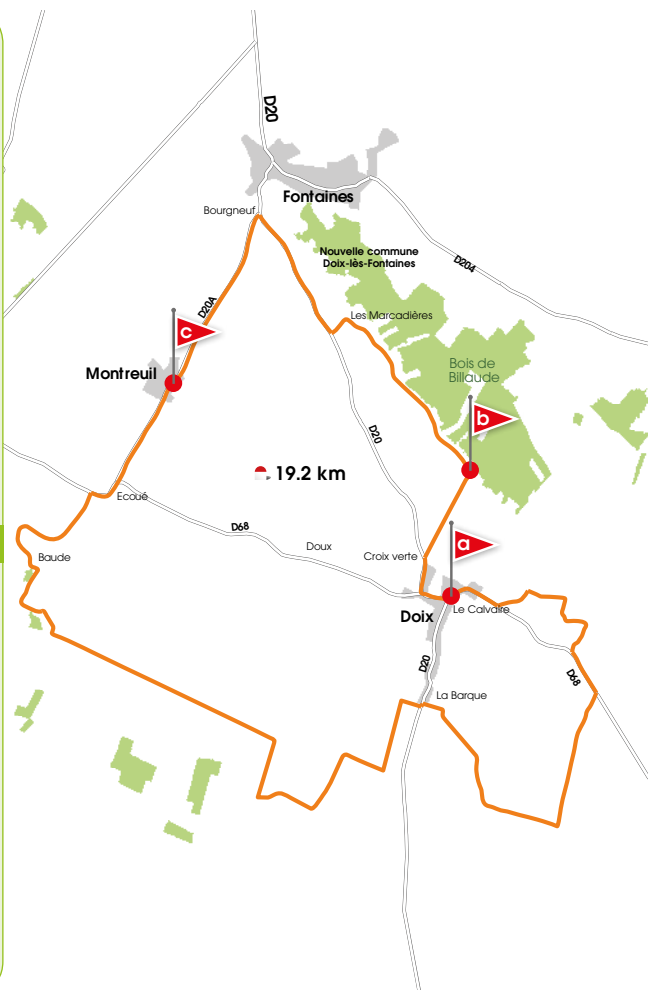 D20
Fontaines
Bourgneuf
Nouvelle commune
Doix-lès-Fontaines
D204
D20A
Les Marcadières
c
Montreuil
Bois de
Billaude
b
D20
19.2 km
Ecoué
D68
Doux
Croix verte
a
Baude
Le Calvaire
Doix
D20
D68
La Barque